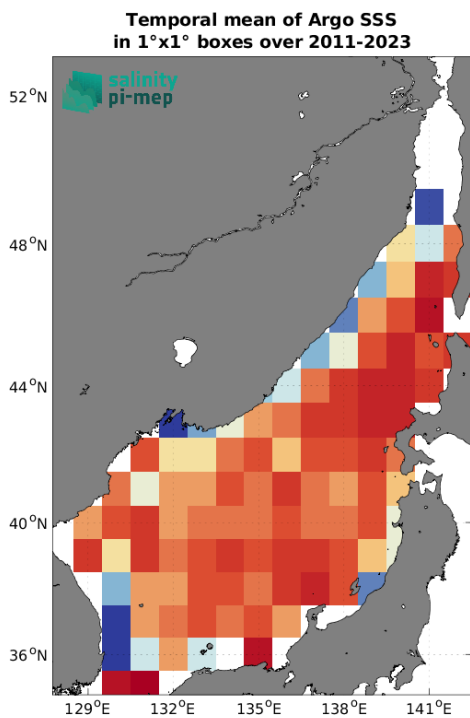 Temporal mean of Argo SSS
in 1°x1° boxes over 2011-2023
salinity
pi-mep
52°N
48°N
44°N
40°N
36°N
129°E
132°E
135°E
138°E
141°E